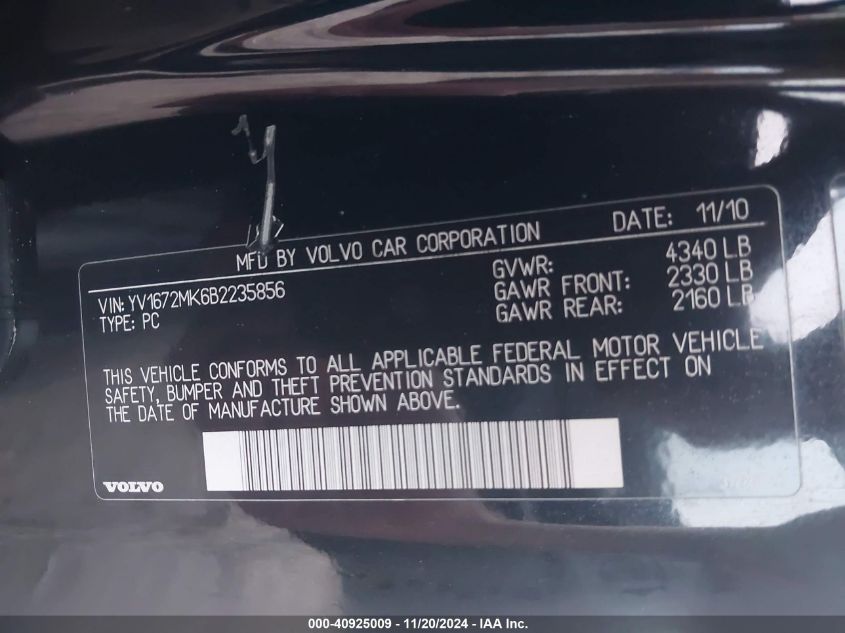 MFD BY VOLVO CAR CORPORATION DATE: 11/10
VIN: YV1672MK6B2235856 GVWR: 4340 LB
TYPE: PC GAWR FRONT: 2330 LB
GAWR REAR: 2160 LB
THIS VEHICLE CONFORMS TO ALL APPLICABLE FEDERAL MOTOR VEHICLE
SAFETY, BUMPER AND THEFT PREVENTION STANDARDS IN EFFECT ON
THE DATE OF MANUFACTURE SHOWN ABOVE.
VOLVO
000-40925009 - 11/20/2024 - IAA Inc.